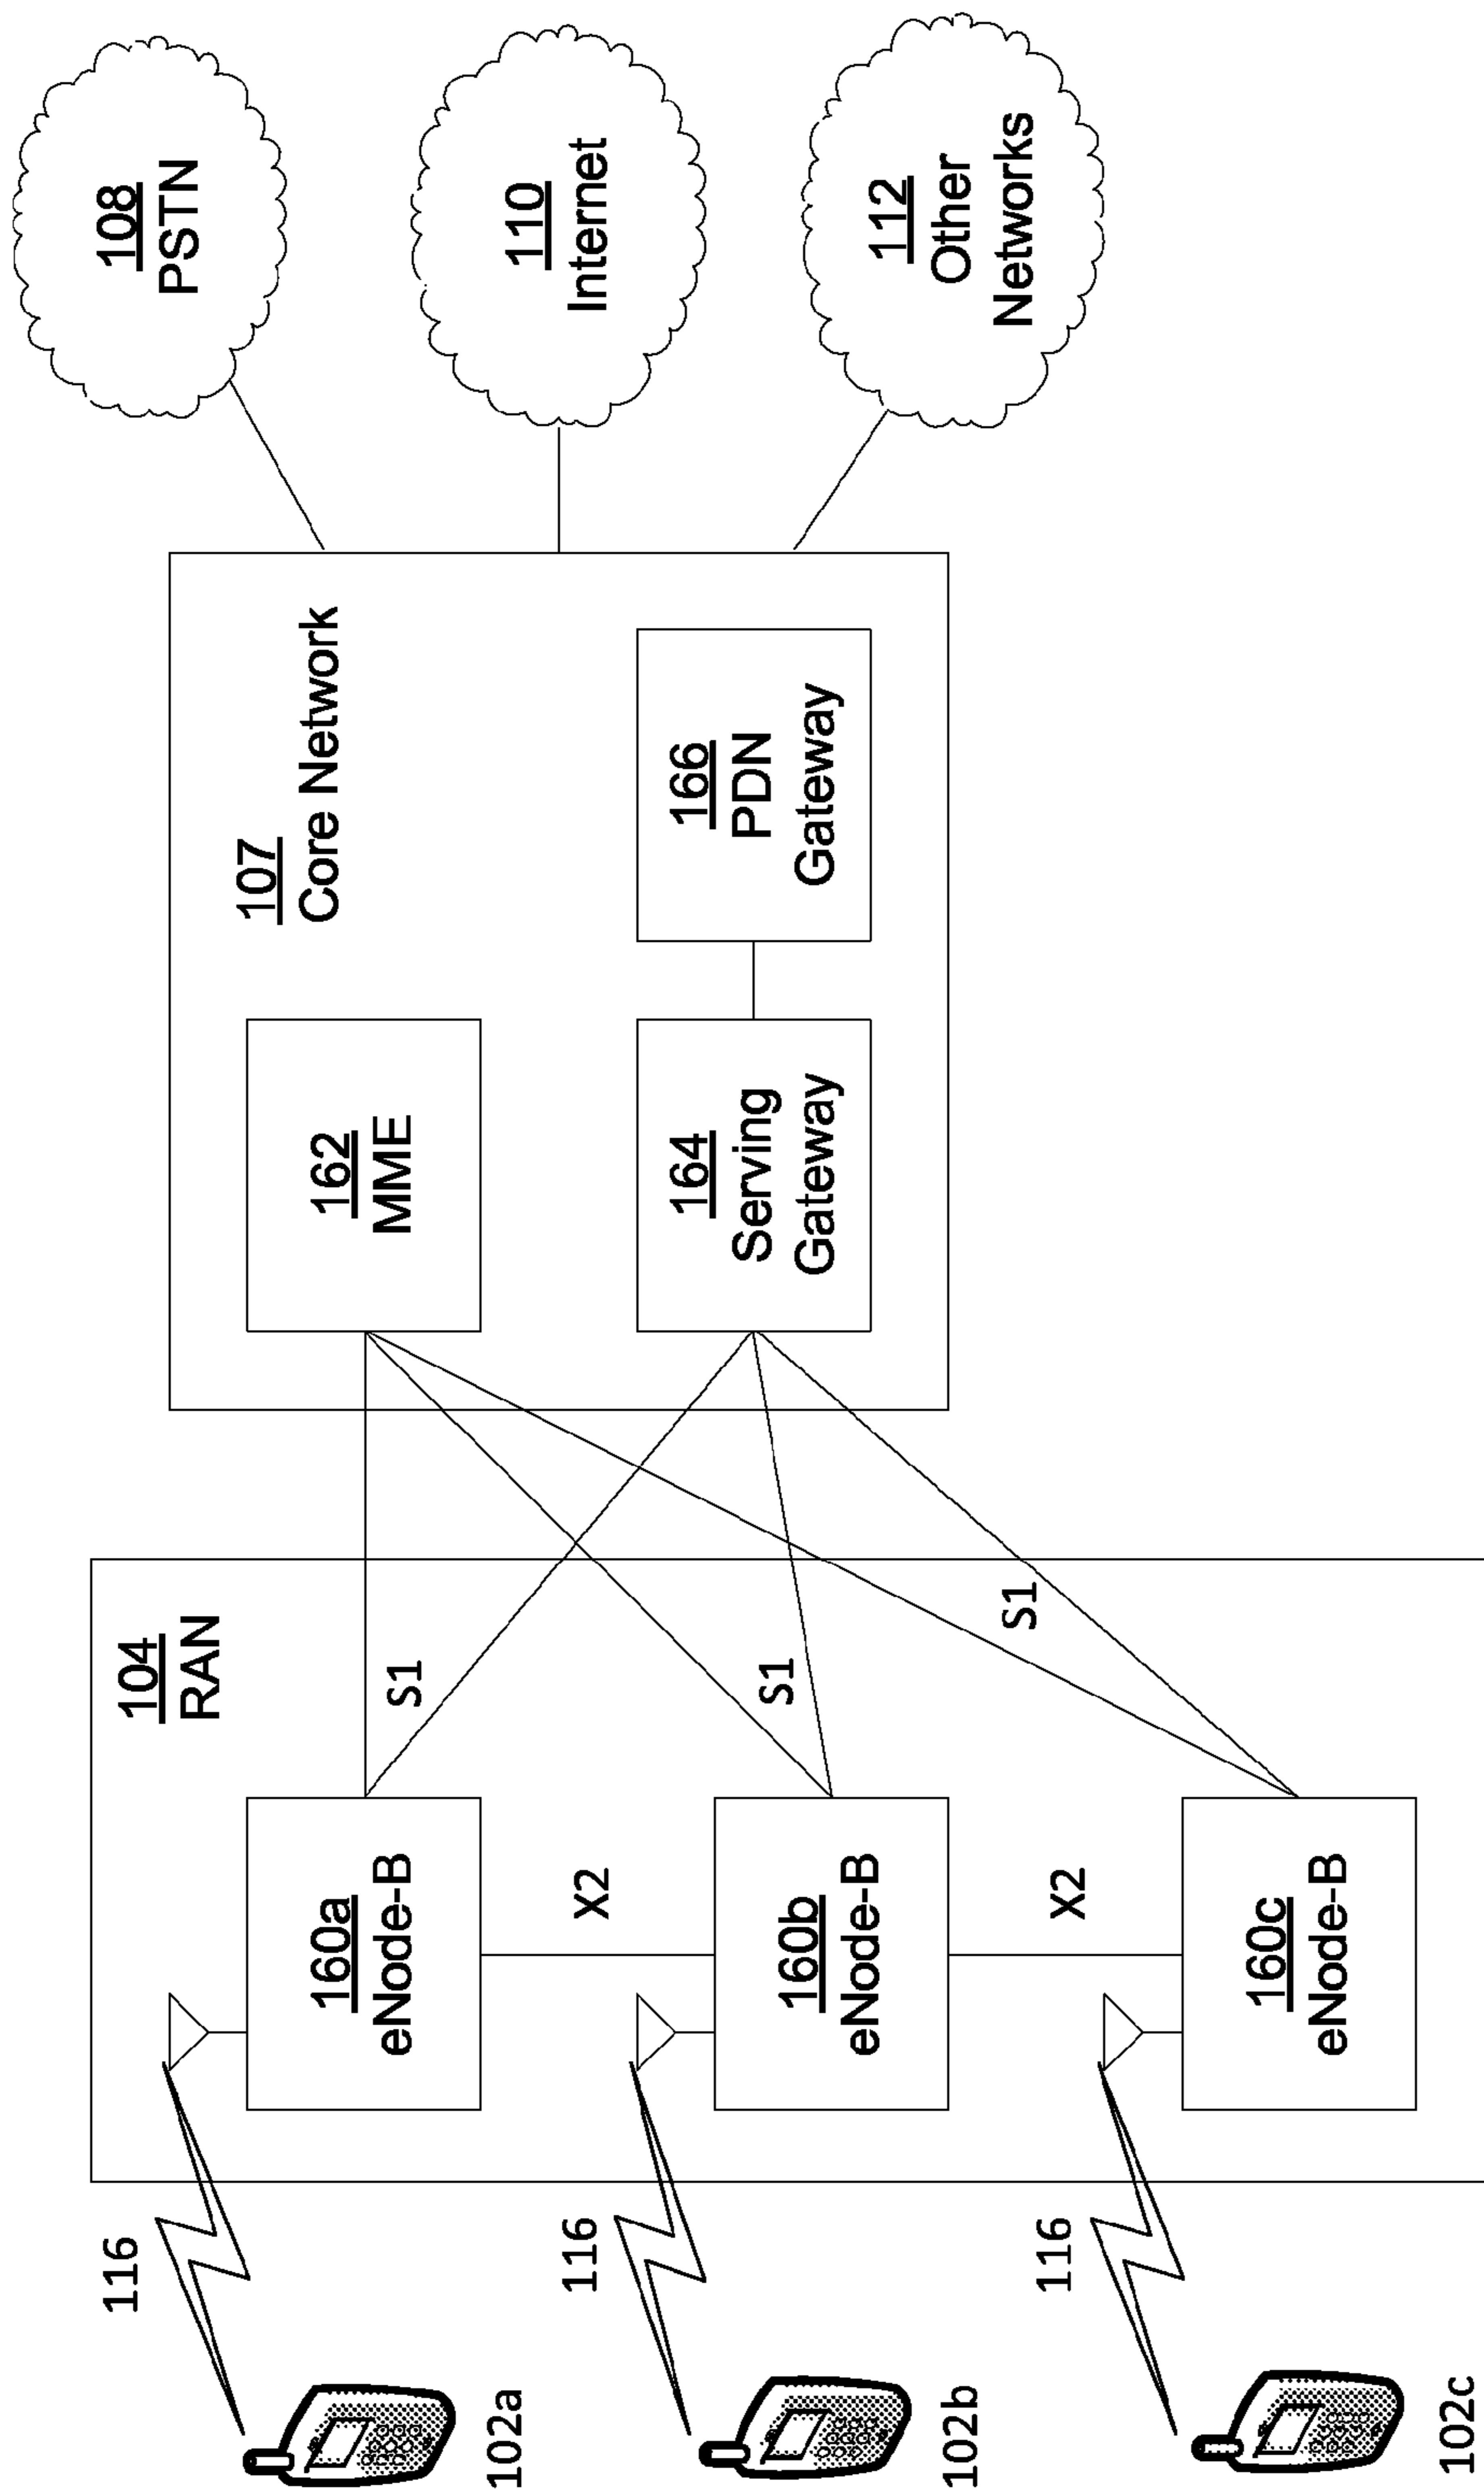 108
PSTN
110
Internet
112
Other
Networks
107
Core Network
162
MME
166
PDN
Gateway
164
Serving
Gateway
104
RAN
S1
S1
S1
160a
eNode-B
X2
160b
eNode-B
X2
160c
eNode-B
116
116
116
102a
102b
102c